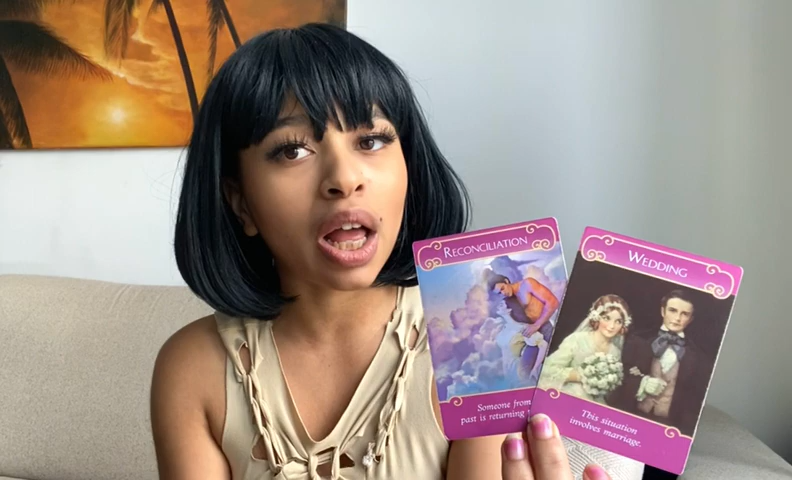 RECONCILIATION
Someone from
past is returning
WEDDING
This situation
involves marriage.